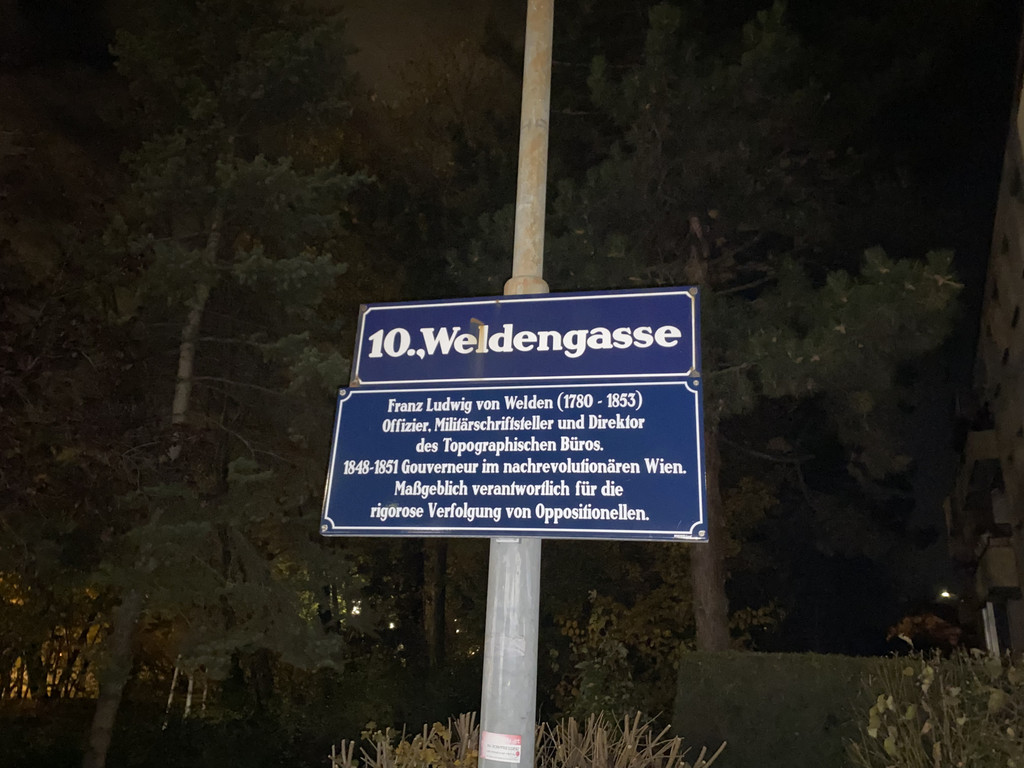 10., Weldengasse
Franz Ludwig von Welden (1780 - 1853)
Offizier, Militärschriftsteller und Direktor
des Topographischen Büros.
1848-1851 Gouverneur im nachrevolutionären Wien.
Maßgeblich verantwortlich für die
rigorose Verfolgung von Oppositionellen.